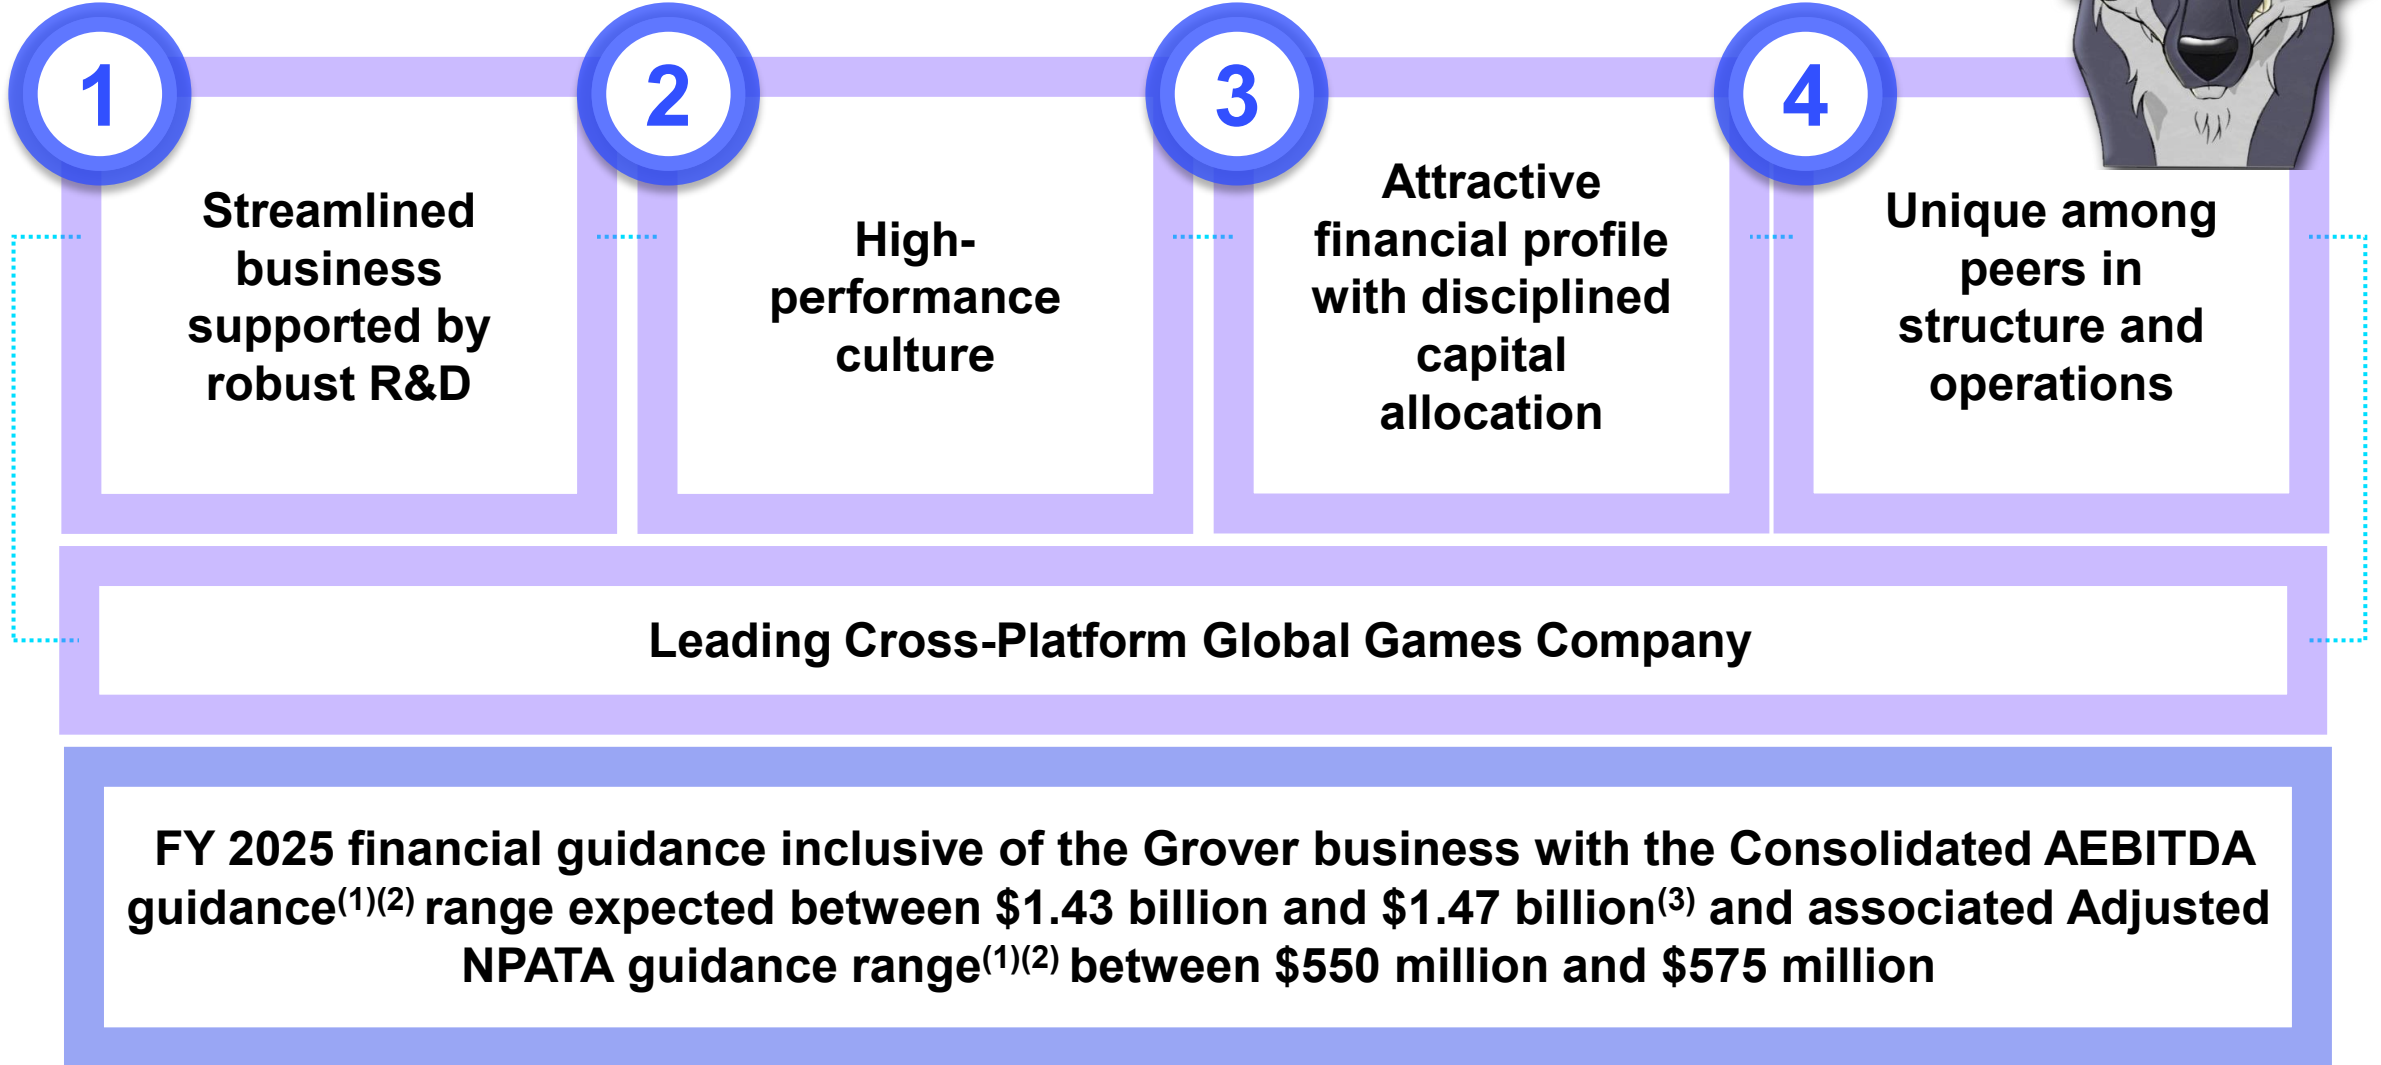 1
Streamlined
business
supported by
robust R&D
2
High-
performance
culture
3
Attractive
financial profile
with disciplined
capital
allocation
4
Unique among
peers in
structure and
operations
Leading Cross-Platform Global Games Company
FY 2025 financial guidance inclusive of the Grover business with the Consolidated AEBITDA
guidance(1)(2) range expected between $1.43 billion and $1.47 billion(3) and associated Adjusted
NPATA guidance range(1)(2) between $550 million and $575 million